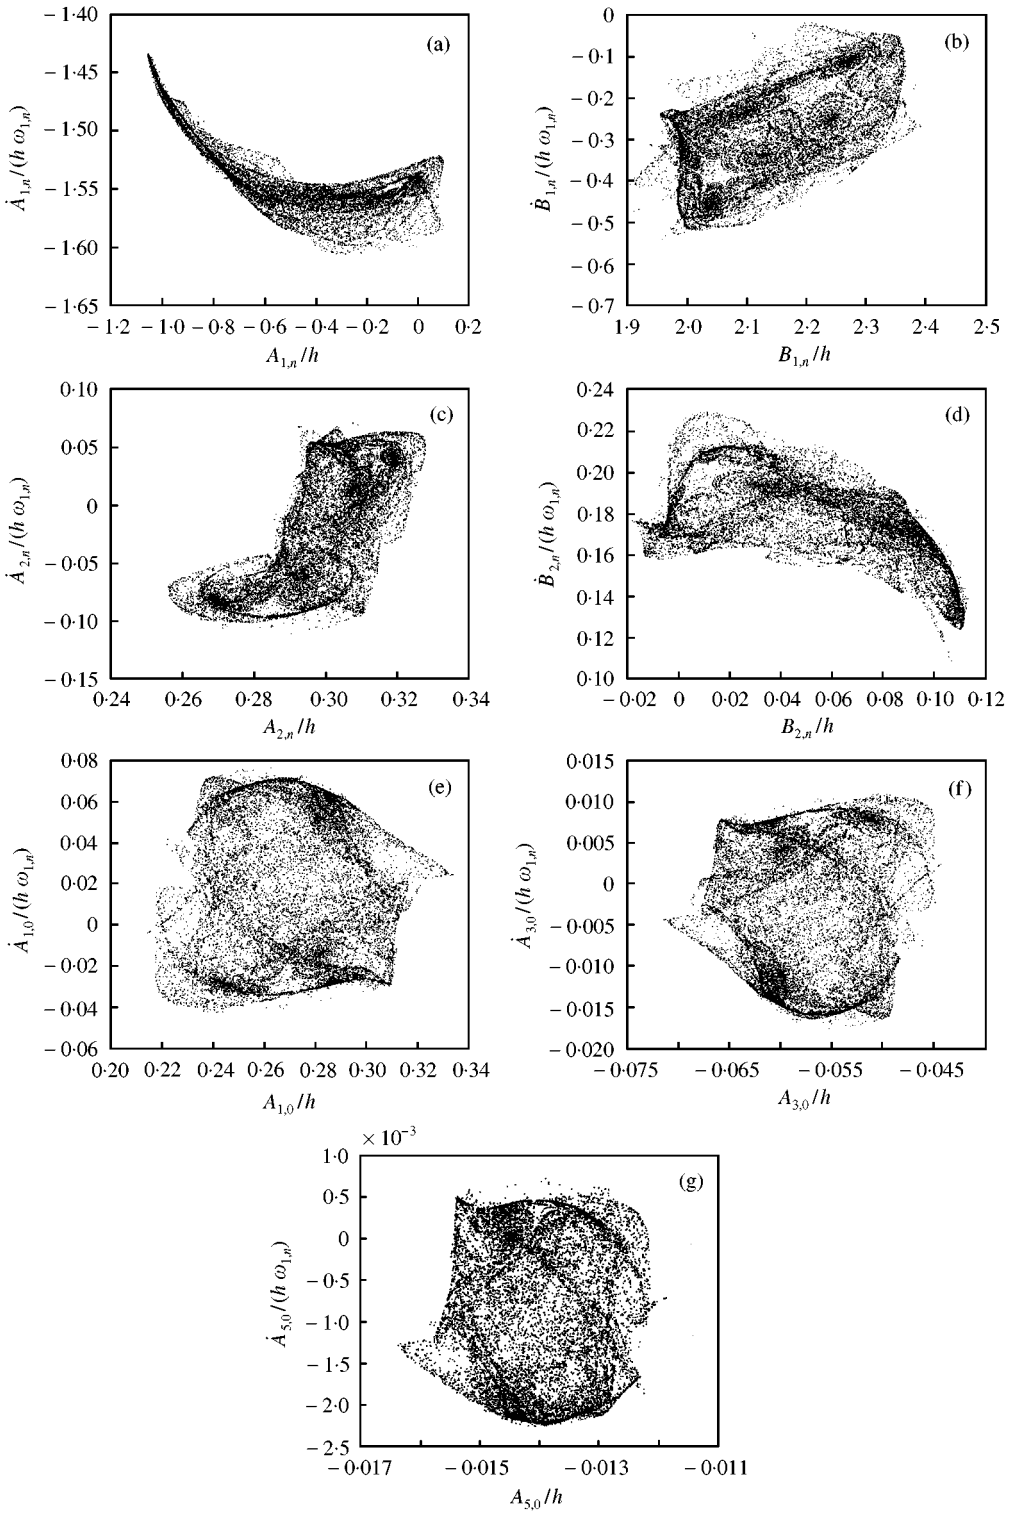 (a)
− 1·40
− 1·45
− 1·50
− 1·55
− 1·60
− 1·65
Ȧ1,n/(h ω1,n)
− 1·2 − 1·0 − 0·8 − 0·6 − 0·4 − 0·2 0 0·2
A1,n/h
(b)
0
− 0·1
− 0·2
− 0·3
− 0·4
− 0·5
− 0·6
− 0·7
Ḃ1,n/(h ω1,n)
1·9 2·0 2·1 2·2 2·3 2·4 2·5
B1,n/h
(c)
0·10
0·05
0
− 0·05
− 0·10
− 0·15
Ȧ2,n/(h ω1,n)
0·24 0·26 0·28 0·30 0·32 0·34
A2,n/h
(d)
0·24
0·22
0·20
0·18
0·16
0·14
0·12
0·10
Ḃ2,n/(h ω1,n)
− 0·02 0 0·02 0·04 0·06 0·08 0·10 0·12
B2,n/h
(e)
0·08
0·06
0·04
0·02
0
− 0·02
− 0·04
− 0·06
Ȧ1,0/(h ω1,n)
0·20 0·22 0·24 0·26 0·28 0·30 0·32 0·34
A1,0/h
(f)
0·015
0·010
0·005
0
− 0·005
− 0·010
− 0·015
− 0·020
Ȧ3,0/(h ω1,n)
− 0·075 − 0·065 − 0·055 − 0·045
A3,0/h
(g)
× 10−3
1·0
0·5
0
− 0·5
− 1·0
− 1·5
− 2·0
− 2·5
Ȧ5,0/(h ω1,n)
− 0·017 − 0·015 − 0·013 − 0·011
A5,0/h